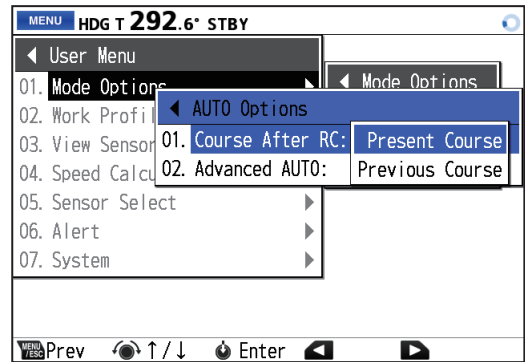 MENU HDG T 292.6° STBY
◀ User Menu
01. Mode Options ▶
◀ Mode Options
02. Work Profil
◀ AUTO Options
03. View Sensor
01. Course After RC: Present Course
04. Speed Calcu
02. Advanced AUTO: Previous Course
05. Sensor Select ▶
06. Alert ▶
07. System ▶
MENU/ESC Prev ↑/↓ Enter ◀ ▶